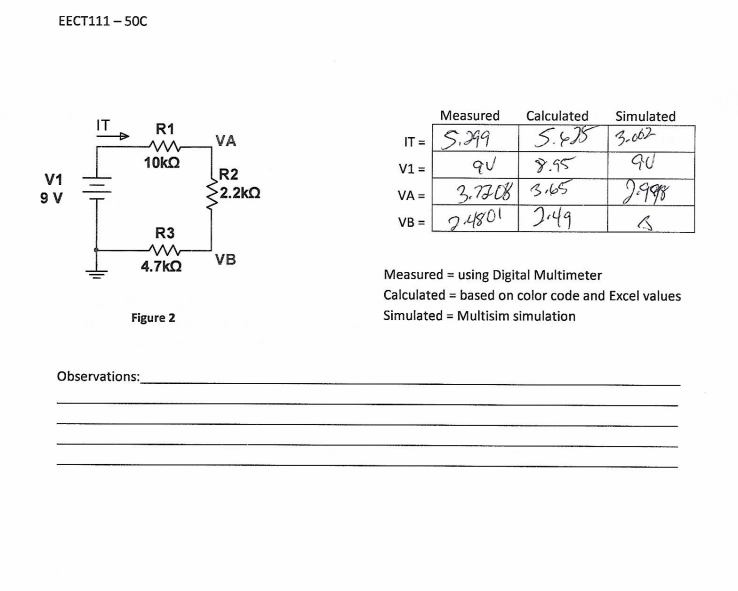 EECT111 – 50C
Measured Calculated Simulated
IT
R1
VA
10kΩ
IT = 5.299 3.062
V1 = 9V 8.95 9V
V1
9 V
R2
2.2kΩ
VA = 3.7708 3.65 2.998
VB = 2.4801 2.49
R3
4.7kΩ
VB
Measured = using Digital Multimeter
Calculated = based on color code and Excel values
Simulated = Multisim simulation
Figure 2
Observations: